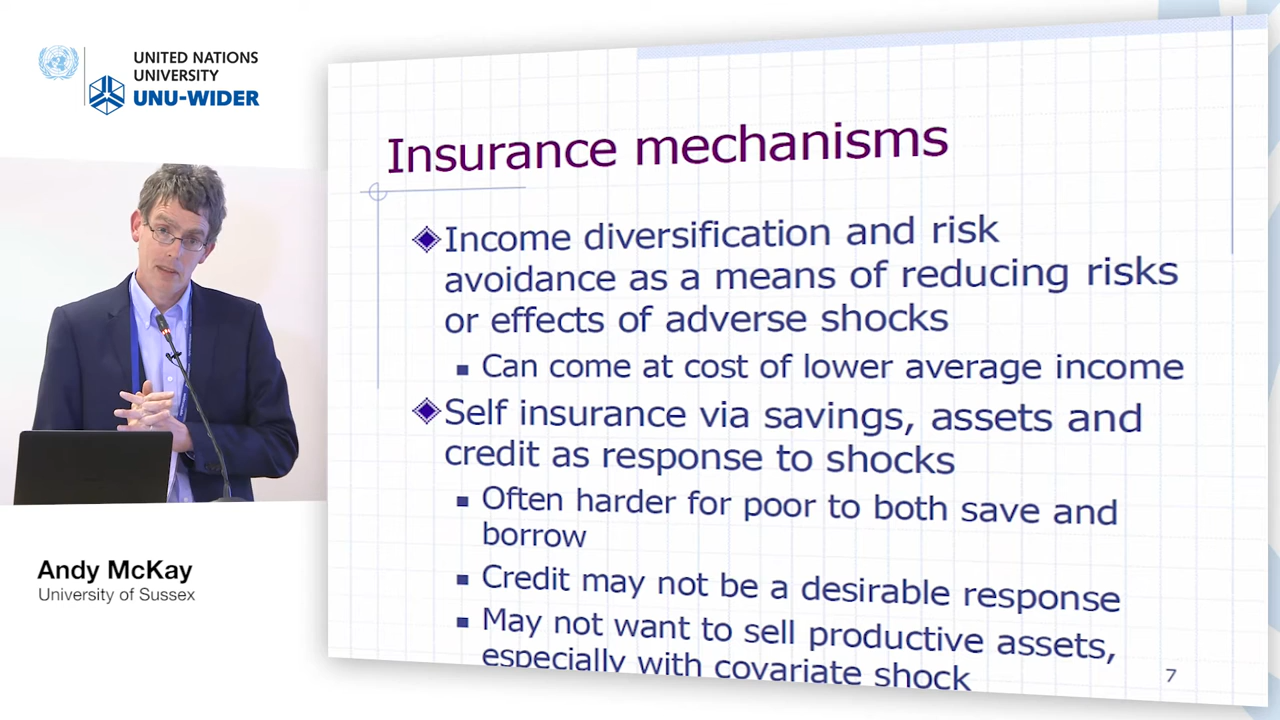 UNITED NATIONS
UNIVERSITY
UNU-WIDER
Insurance mechanisms
Income diversification and risk
avoidance as a means of reducing risks
or effects of adverse shocks
Can come at cost of lower average income
Self insurance via savings, assets and
credit as response to shocks
Often harder for poor to both save and
borrow
Credit may not be a desirable response
May not want to sell productive assets,
especially with covariate shock
7
Andy McKay
University of Sussex